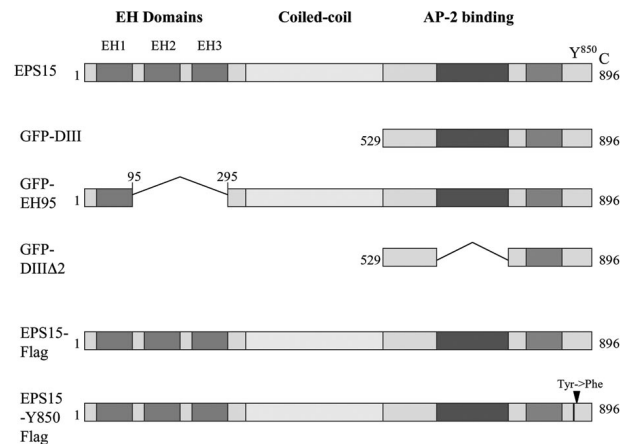 EH Domains Coiled-coil AP-2 binding
EH1 EH2 EH3
Y850 C
EPS15 1 896
GFP-DIII 529 896
GFP-
EH95
1 95 295 896
GFP-
DIIIΔ2
529 896
EPS15-
Flag
1 896
Tyr->Phe
EPS15
-Y850
Flag
1 896